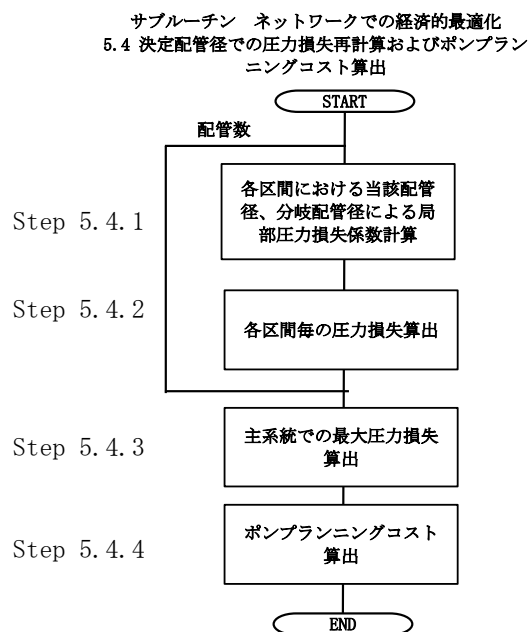 サブルーチン ネットワークでの経済的最適化
5.4 決定配管径での圧力損失再計算およびポンプラン
ニングコスト算出
START
配管数
Step 5.4.1
各区間における当該配管
径、分岐配管径による局
部圧力損失係数計算
Step 5.4.2
各区間毎の圧力損失算出
Step 5.4.3
主系統での最大圧力損失
算出
Step 5.4.4
ポンプランニングコスト
算出
END